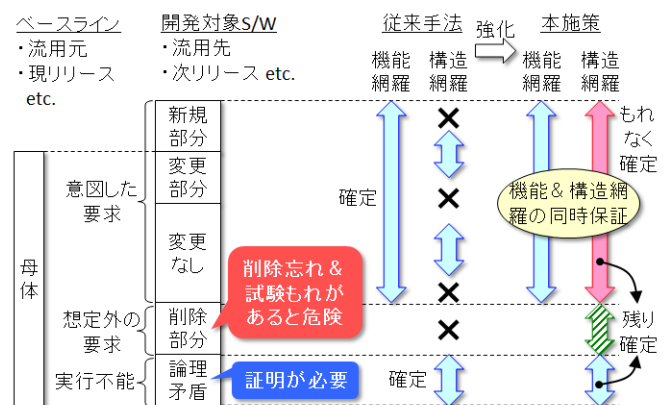 ベースライン
・流用元
・現リリース
etc.
開発対象S/W
・流用先
・次リリース etc.
従来手法
強化
本施策
機能
網羅
構造
網羅
機能
網羅
構造
網羅
新規
部分
変更
部分
変更
なし
削除
部分
論理
矛盾
母
体
意図した
要求
想定外の
要求
実行不能
確定
もれ
なく
確定
機能&構造網
羅の同時保証
削除忘れ&
試験もれが
あると危険
残り
確定
証明が必要
確定